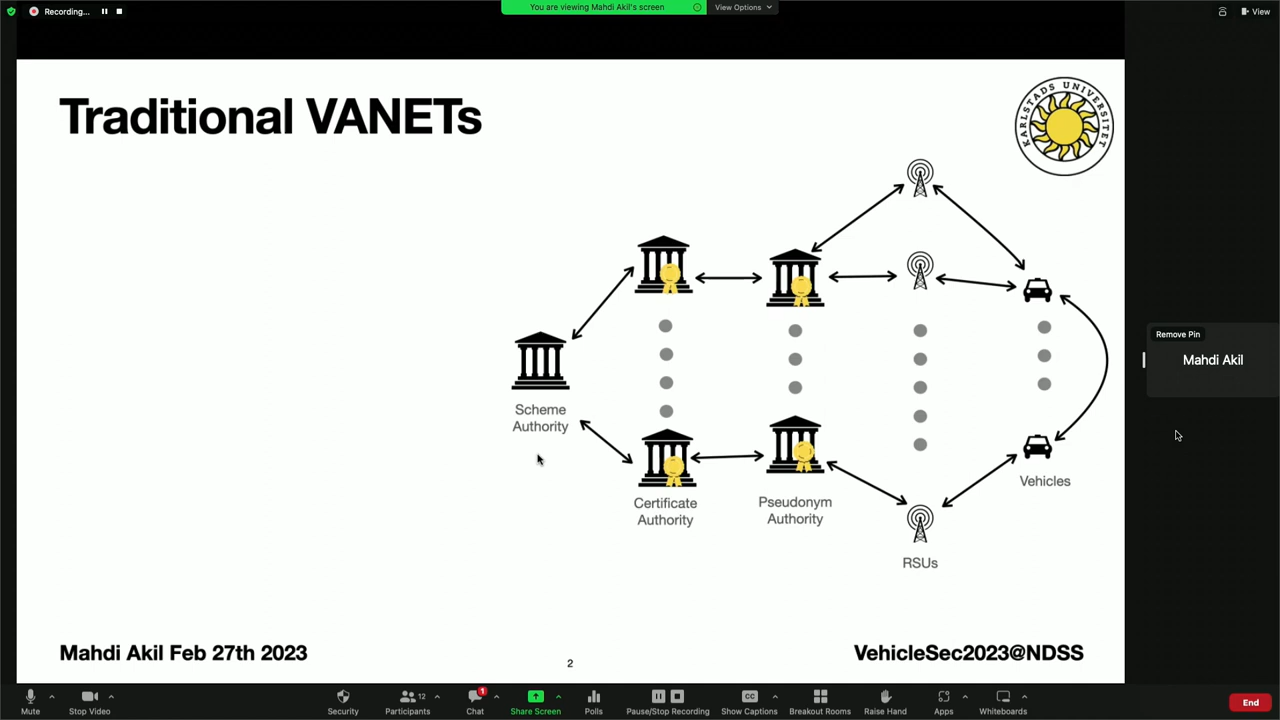 Recording...
You are viewing Mahdi Akil's screen
View Options
View
Traditional VANETs
KARLSTADS UNIVERSITET
Scheme
Authority
Certificate
Authority
Pseudonym
Authority
RSUs
Vehicles
Remove Pin
Mahdi Akil
Mahdi Akil Feb 27th 2023
2
VehicleSec2023@NDSS
Mute
Stop Video
Security
Participants
12
Chat
1
Share Screen
Polls
Pause/Stop Recording
CC
Show Captions
Breakout Rooms
Raise Hand
Apps
Whiteboards
End